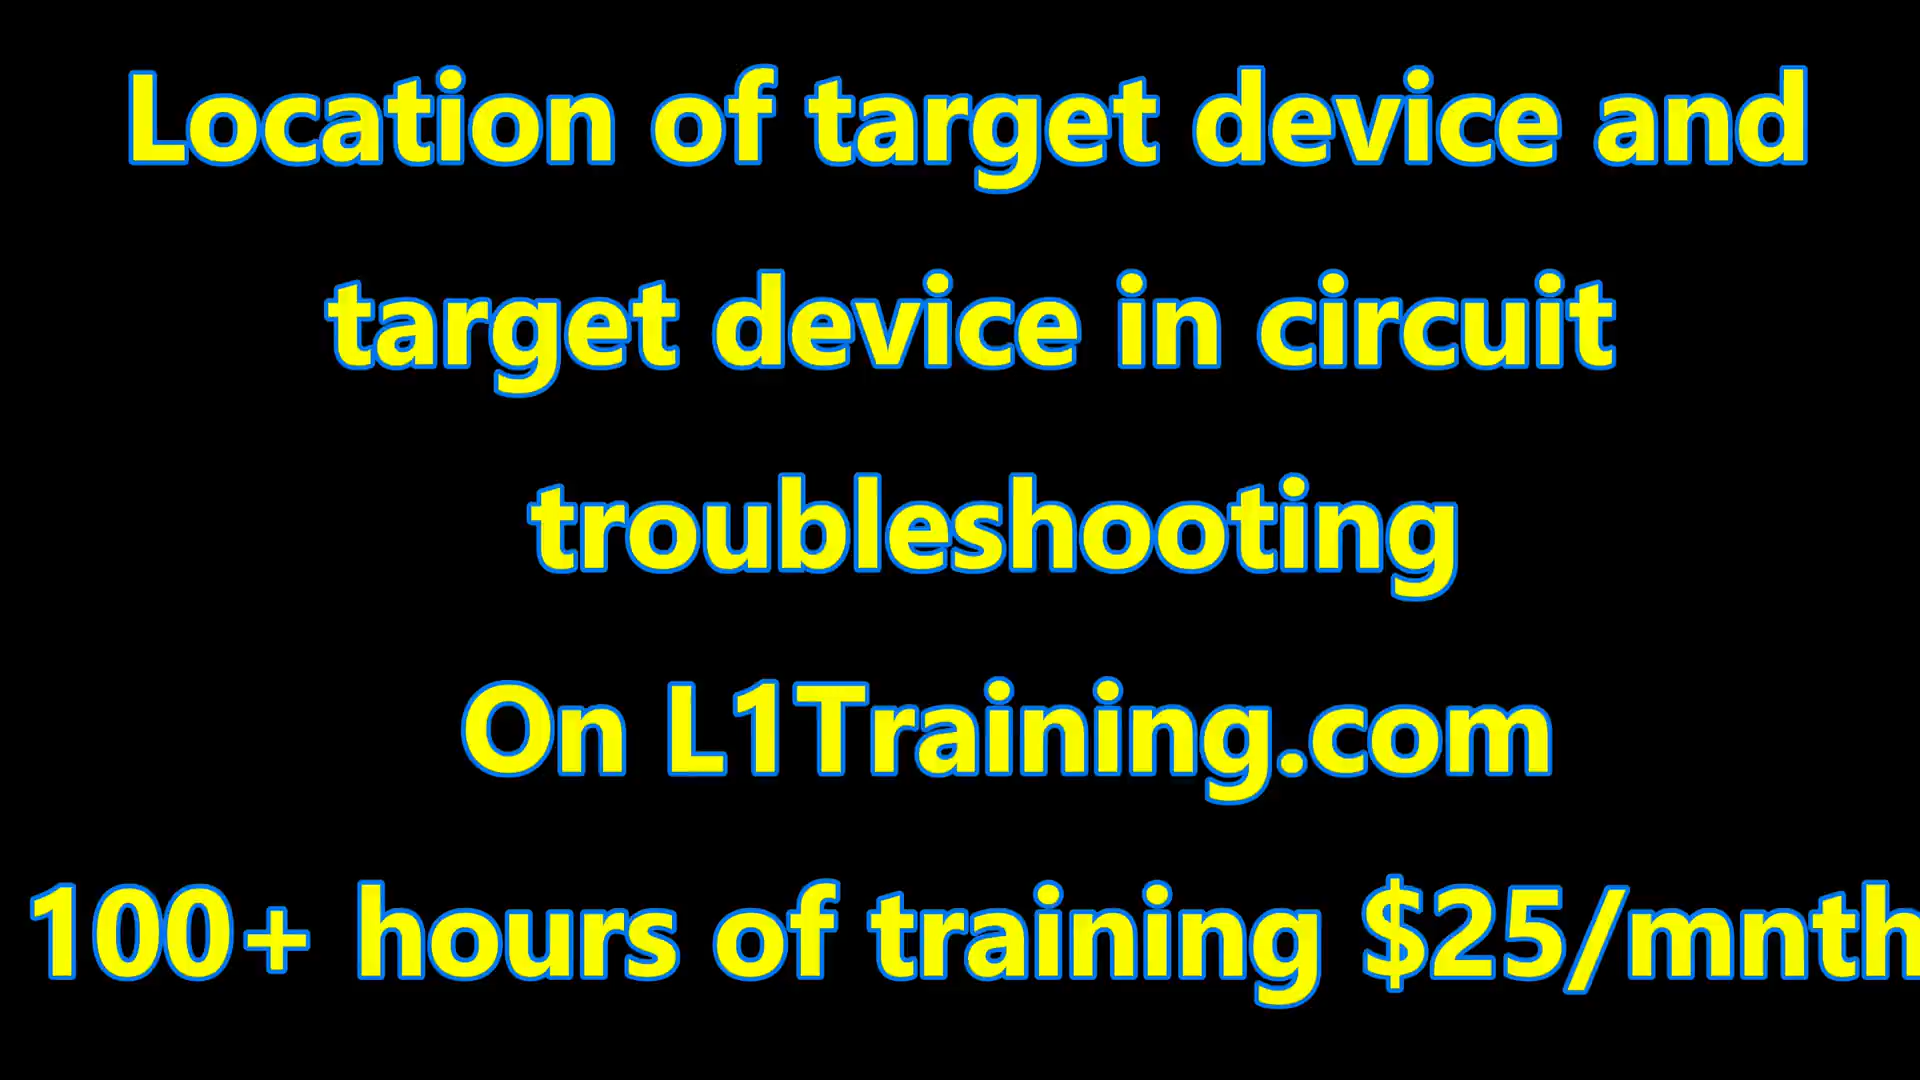 Location of target device and
target device in circuit
troubleshooting
On L1Training.com
100+ hours of training $25/mnth